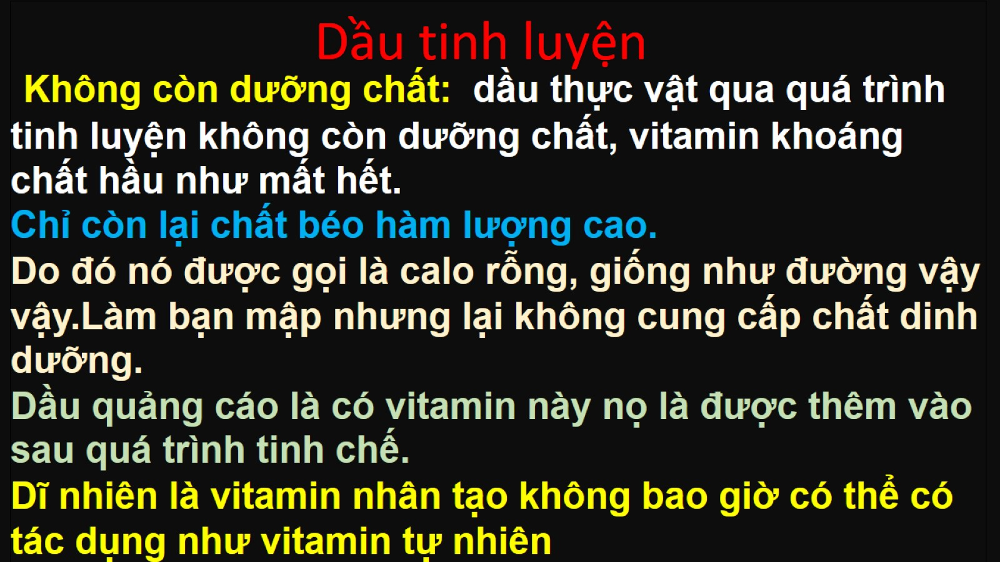 Dầu tinh luyện
Không còn dưỡng chất: dầu thực vật qua quá trình
tinh luyện không còn dưỡng chất, vitamin khoáng
chất hầu như mất hết.
Chỉ còn lại chất béo hàm lượng cao.
Do đó nó được gọi là calo rỗng, giống như đường vậy
vậy.Làm bạn mập nhưng lại không cung cấp chất dinh
dưỡng.
Dầu quảng cáo là có vitamin này nọ là được thêm vào
sau quá trình tinh chế.
Dĩ nhiên là vitamin nhân tạo không bao giờ có thể có
tác dụng như vitamin tự nhiên